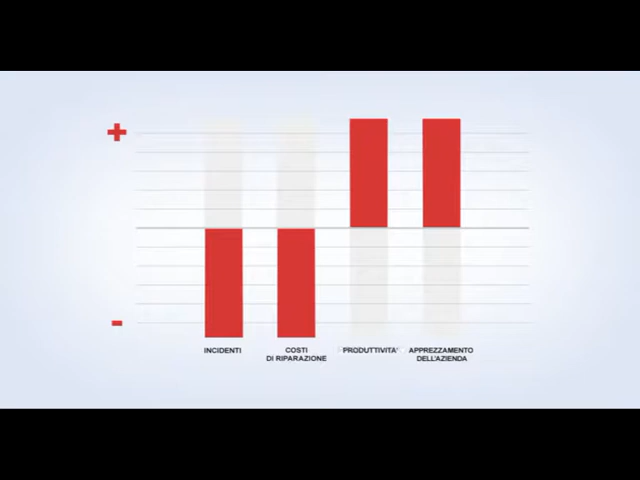 +
-
INCIDENTI
COSTI
DI RIPARAZIONE
PRODUTTIVITA'
APPREZZAMENTO
DELL'AZIENDA